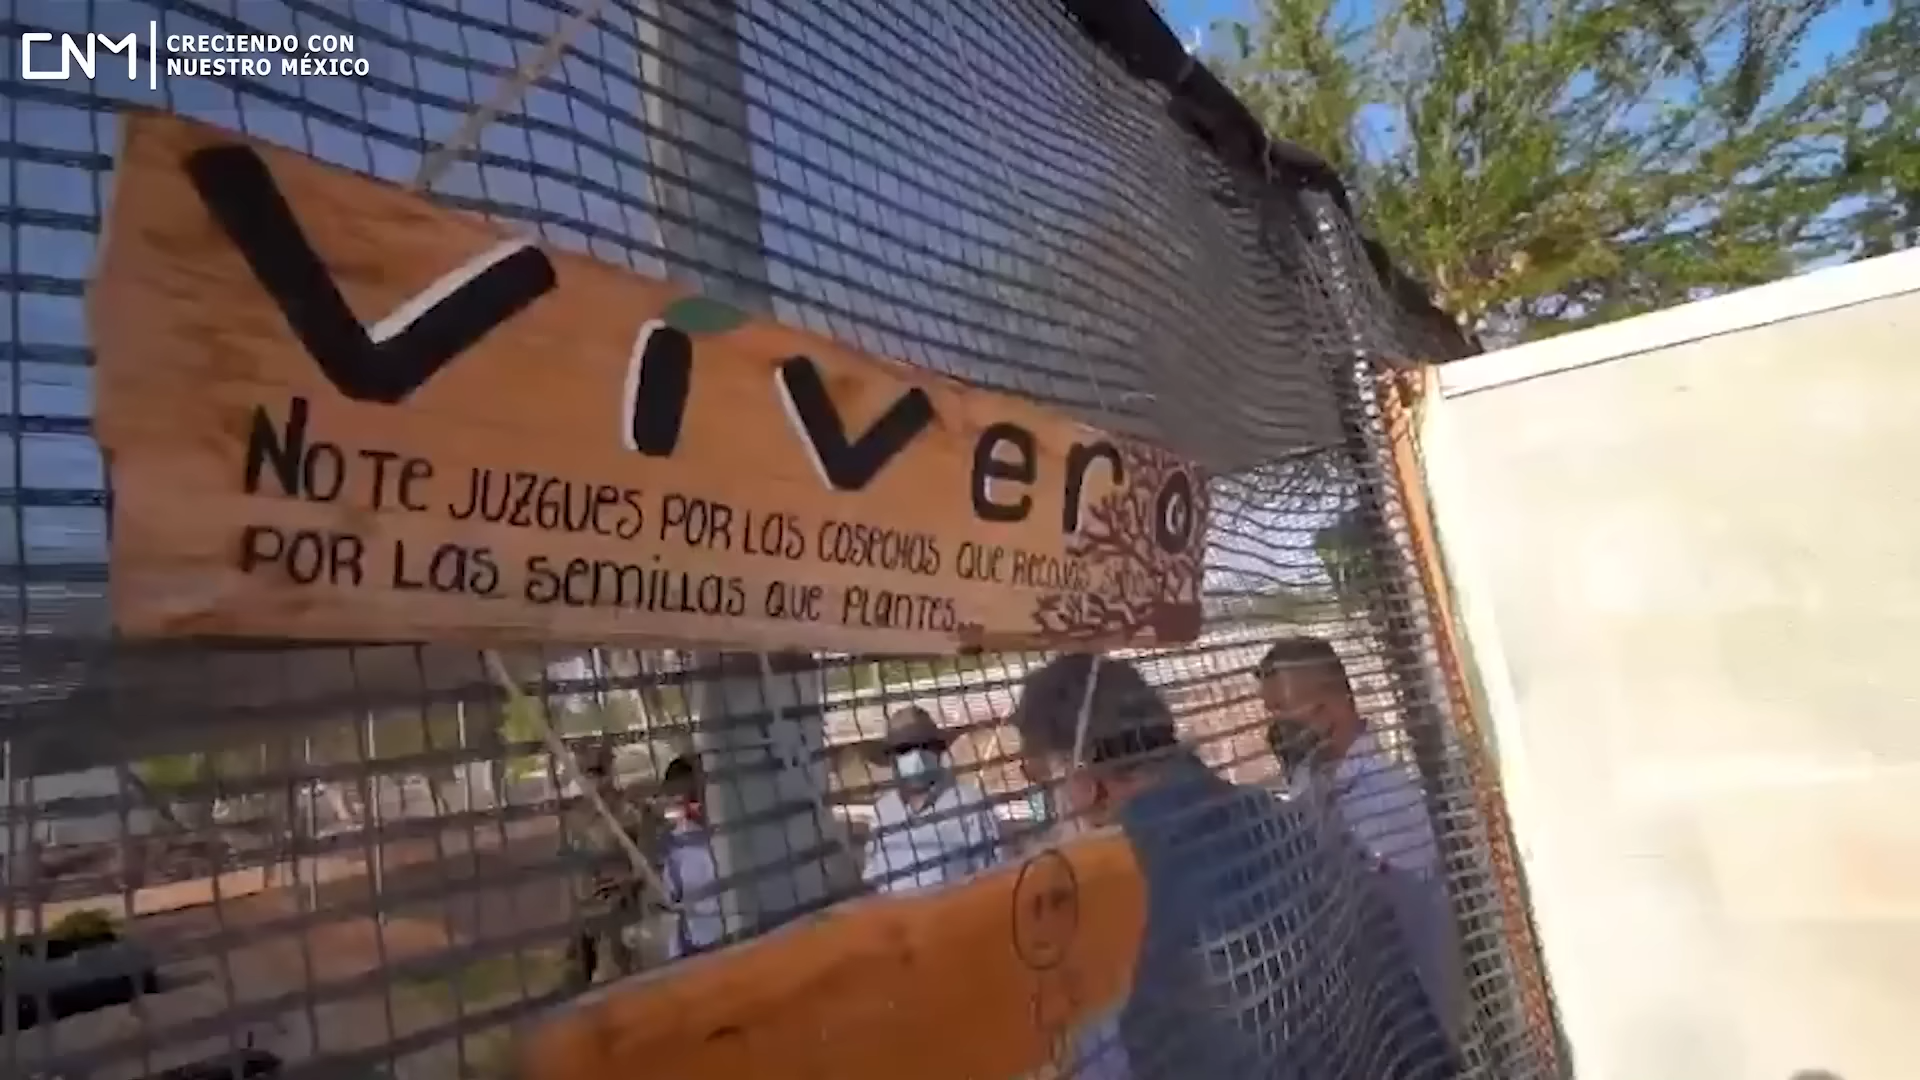 CNM
CRECIENDO CON
NUESTRO MÉXICO
Vivero
NO Te JUZGUeS POR LaS COSECHAS QUE RECOJAS
POR LaS SemiLLaS QUE PLANTES...